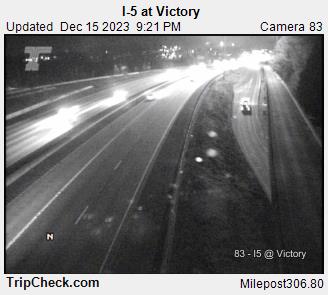 I-5 at Victory
Updated Dec 15 2023 9:21 PM Camera 83
T
N
83 - I5 @ Victory
TripCheck.com Milepost306.80